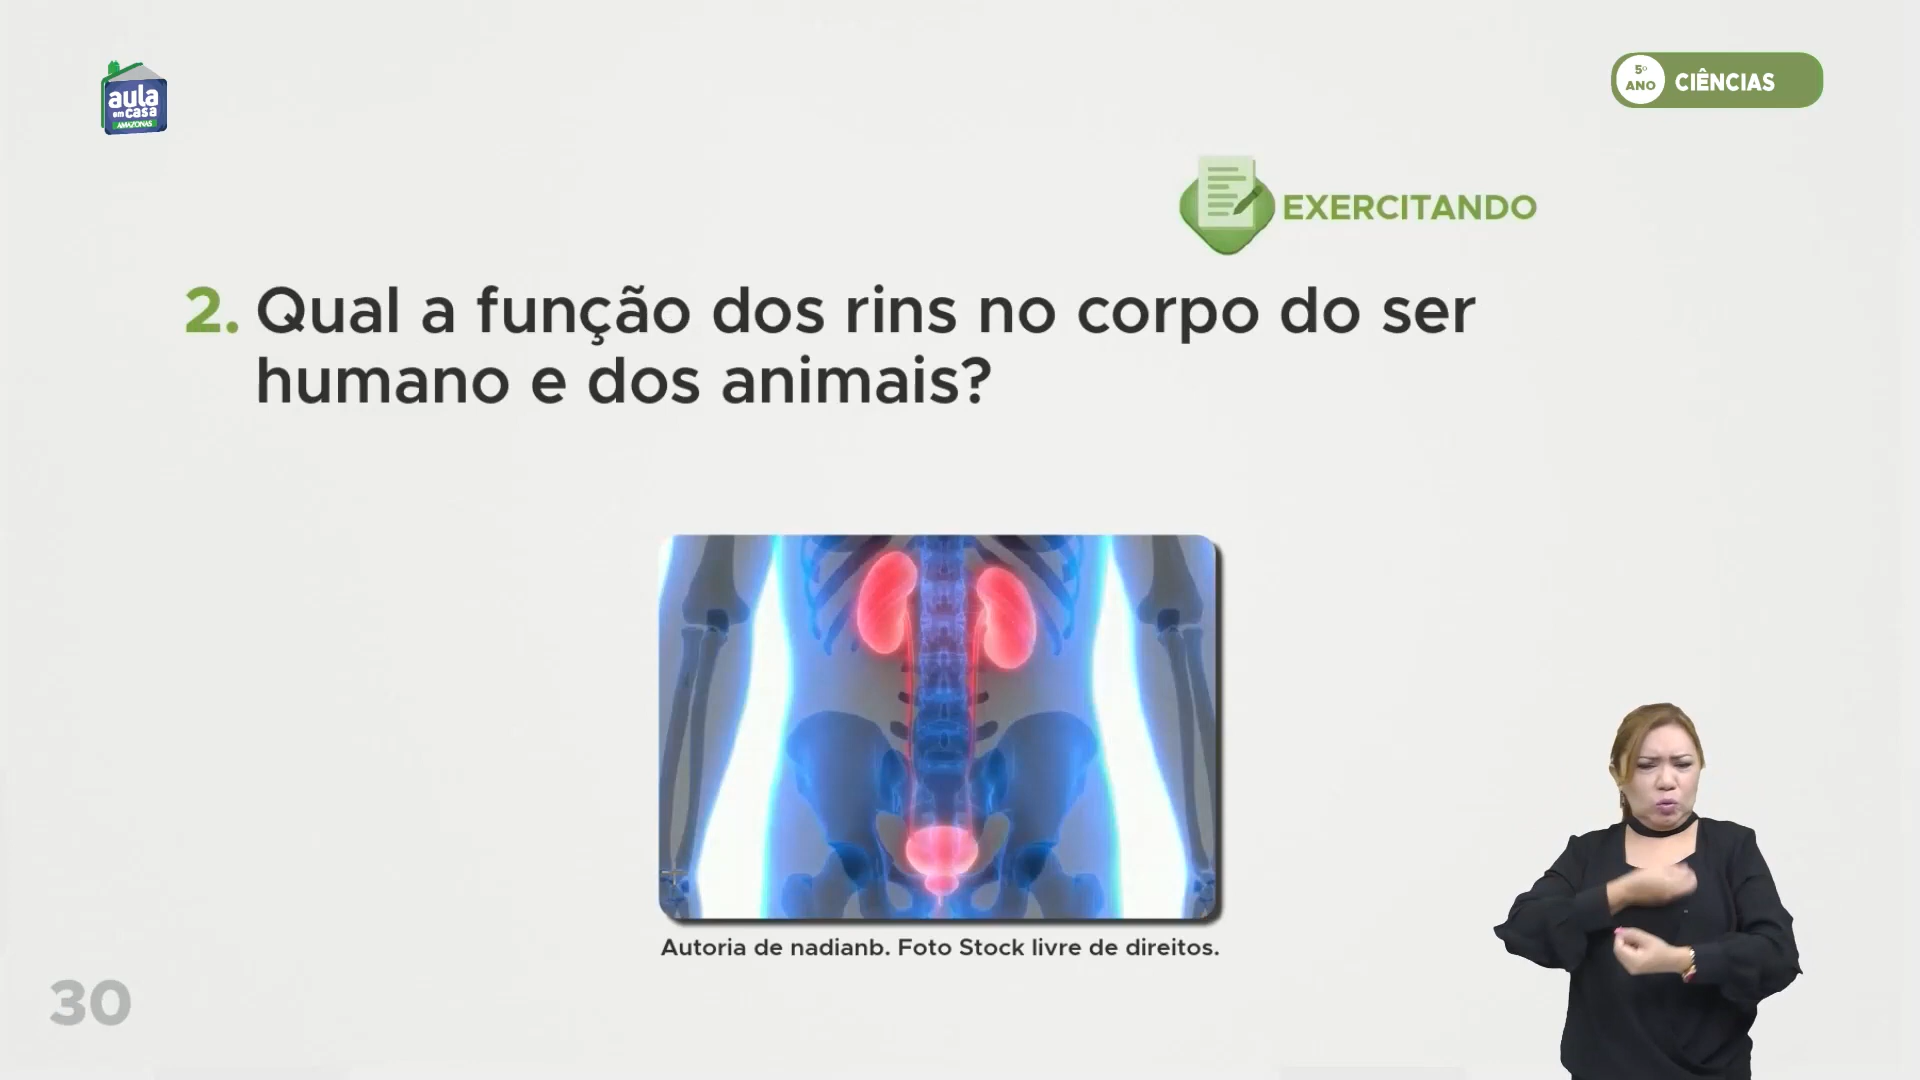 aula
em casa
AMAZONAS
5º
ANO
CIÊNCIAS
EXERCITANDO
2. Qual a função dos rins no corpo do ser
humano e dos animais?
Autoria de nadianb. Foto Stock livre de direitos.
30